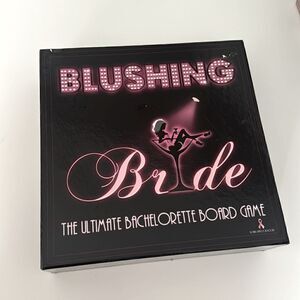 BLUSHING
Bride
THE ULTIMATE BACHELORETTE BOARD GAME